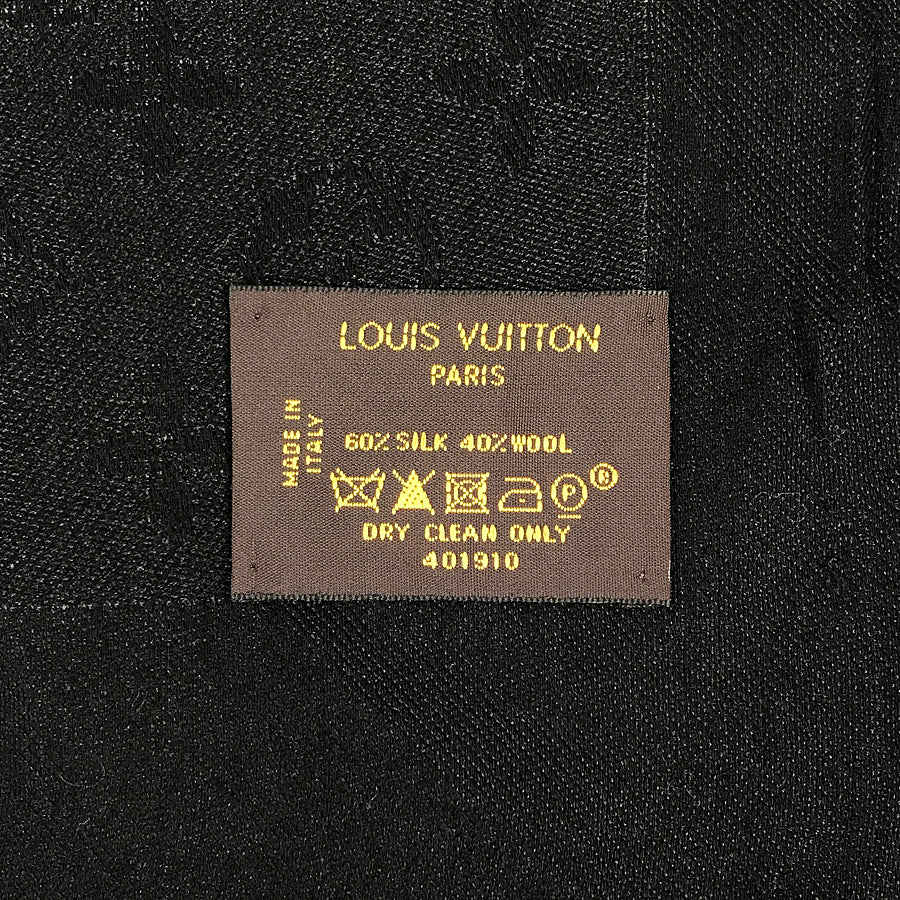 LOUIS VUITTON
PARIS
MADE IN
ITALY
60% SILK 40% WOOL
P
®
DRY CLEAN ONLY
401910